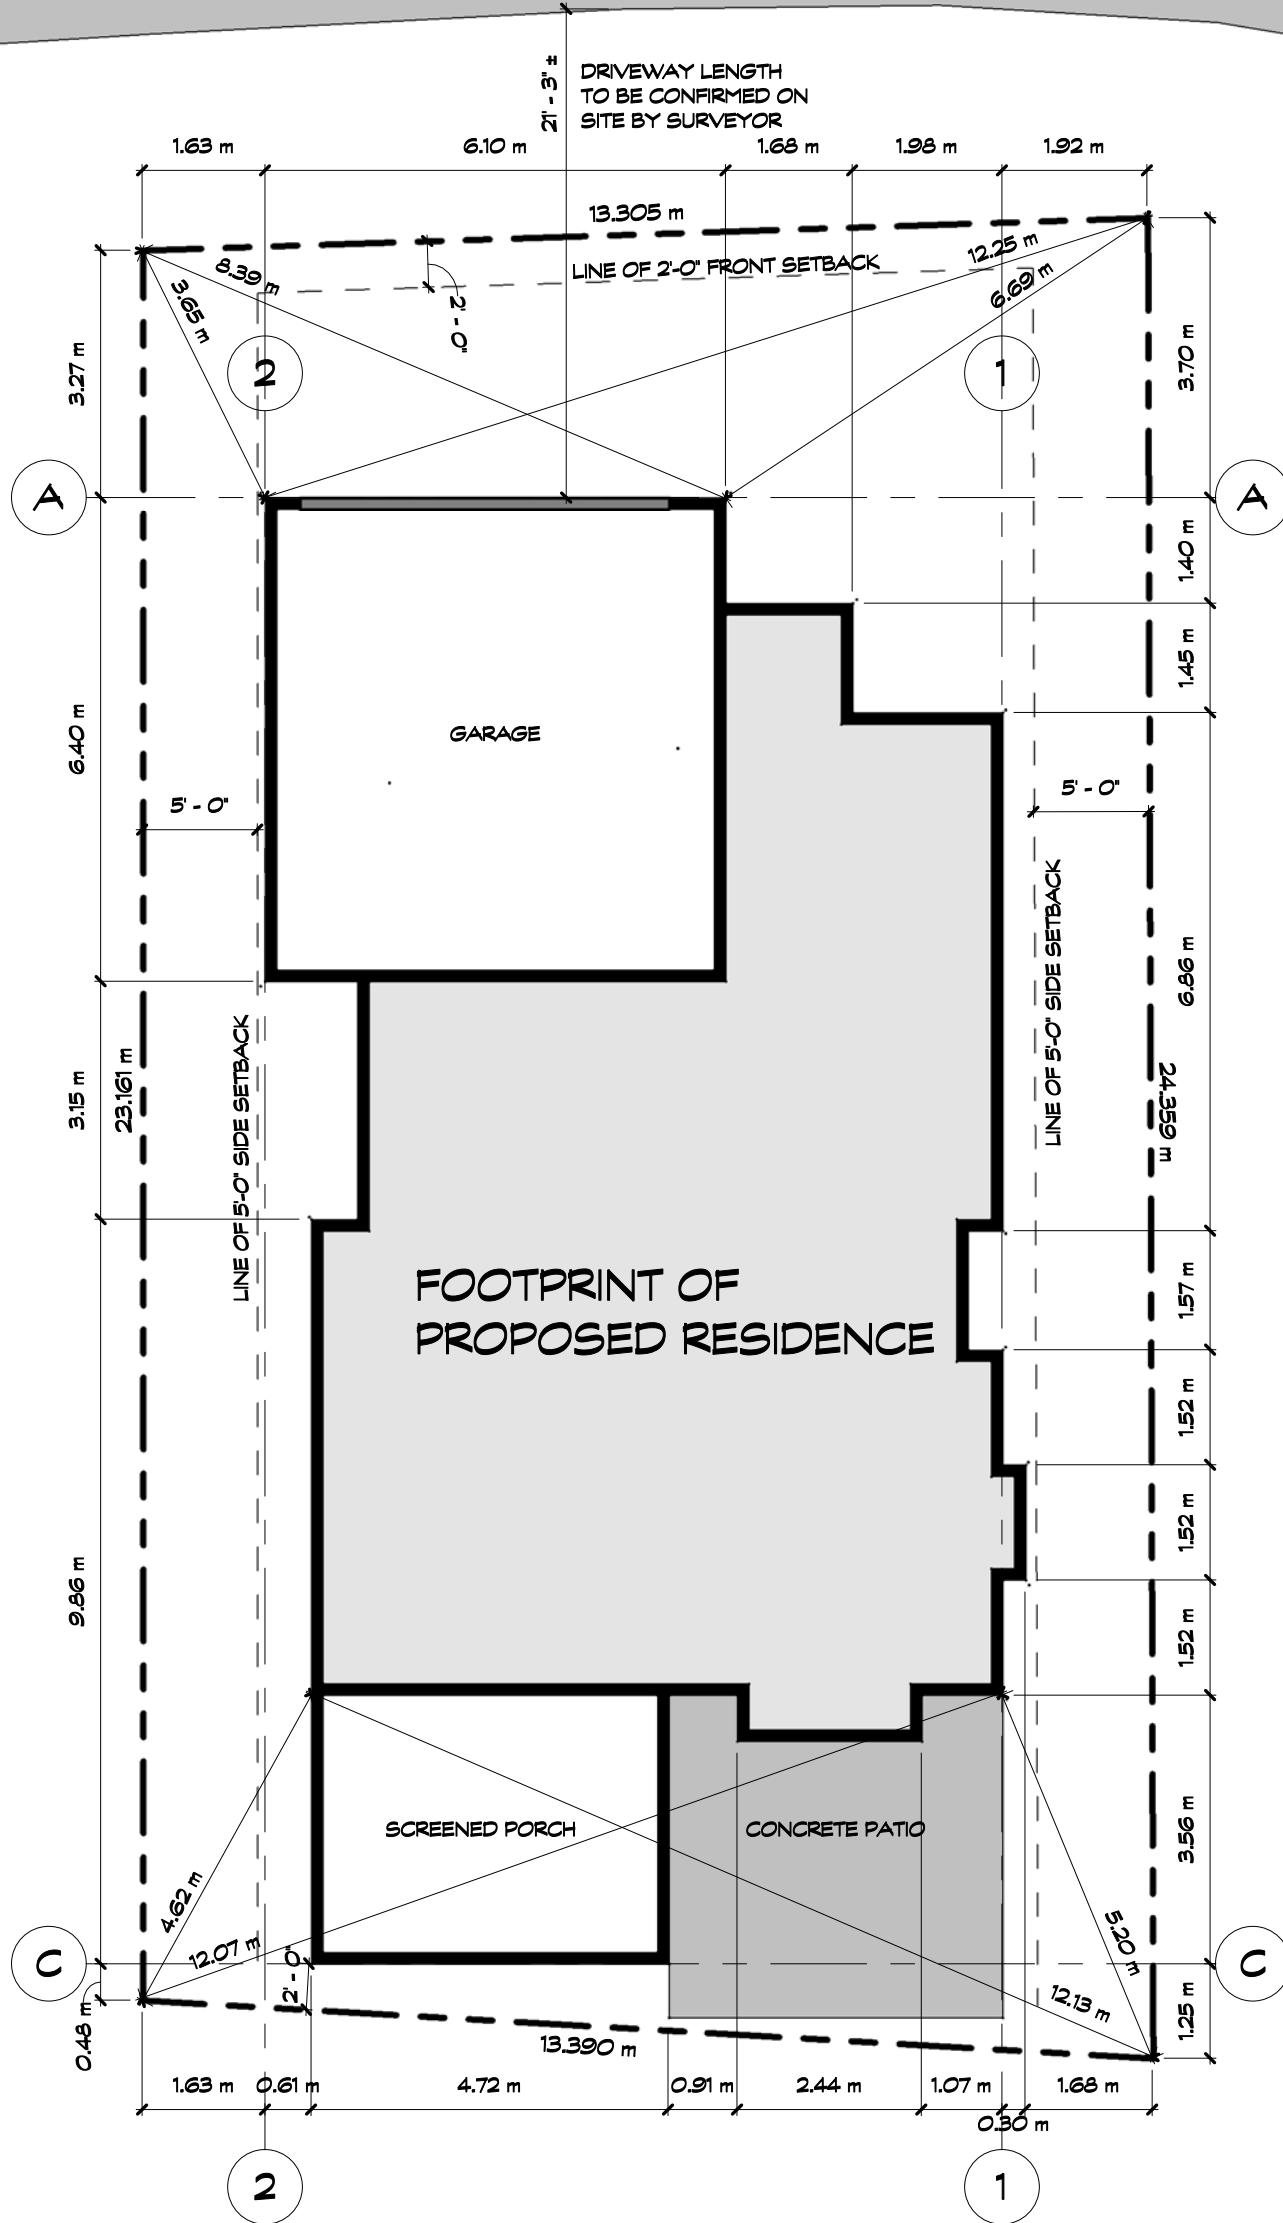 21' - 3" ±
DRIVEWAY LENGTH
TO BE CONFIRMED ON
SITE BY SURVEYOR
1.63 m
6.10 m
1.68 m
1.98 m
1.92 m
13.305 m
LINE OF 2'-0" FRONT SETBACK
2' - 0"
8.39 m
3.65 m
12.25 m
6.69 m
2
1
3.27 m
3.70 m
A
A
1.40 m
1.45 m
6.40 m
GARAGE
5' - 0"
5' - 0"
LINE OF 5'-0" SIDE SETBACK
6.86 m
LINE OF 5'-0" SIDE SETBACK
3.15 m
23.161 m
24.359 m
FOOTPRINT OF
PROPOSED RESIDENCE
1.57 m
1.52 m
1.52 m
1.52 m
9.86 m
SCREENED PORCH
CONCRETE PATIO
3.56 m
4.62 m
12.07 m
2' - 0"
5.20 m
12.13 m
C
C
0.48 m
1.25 m
13.390 m
1.63 m
0.61 m
4.72 m
0.91 m
2.44 m
1.07 m
0.30 m
1.68 m
2
1